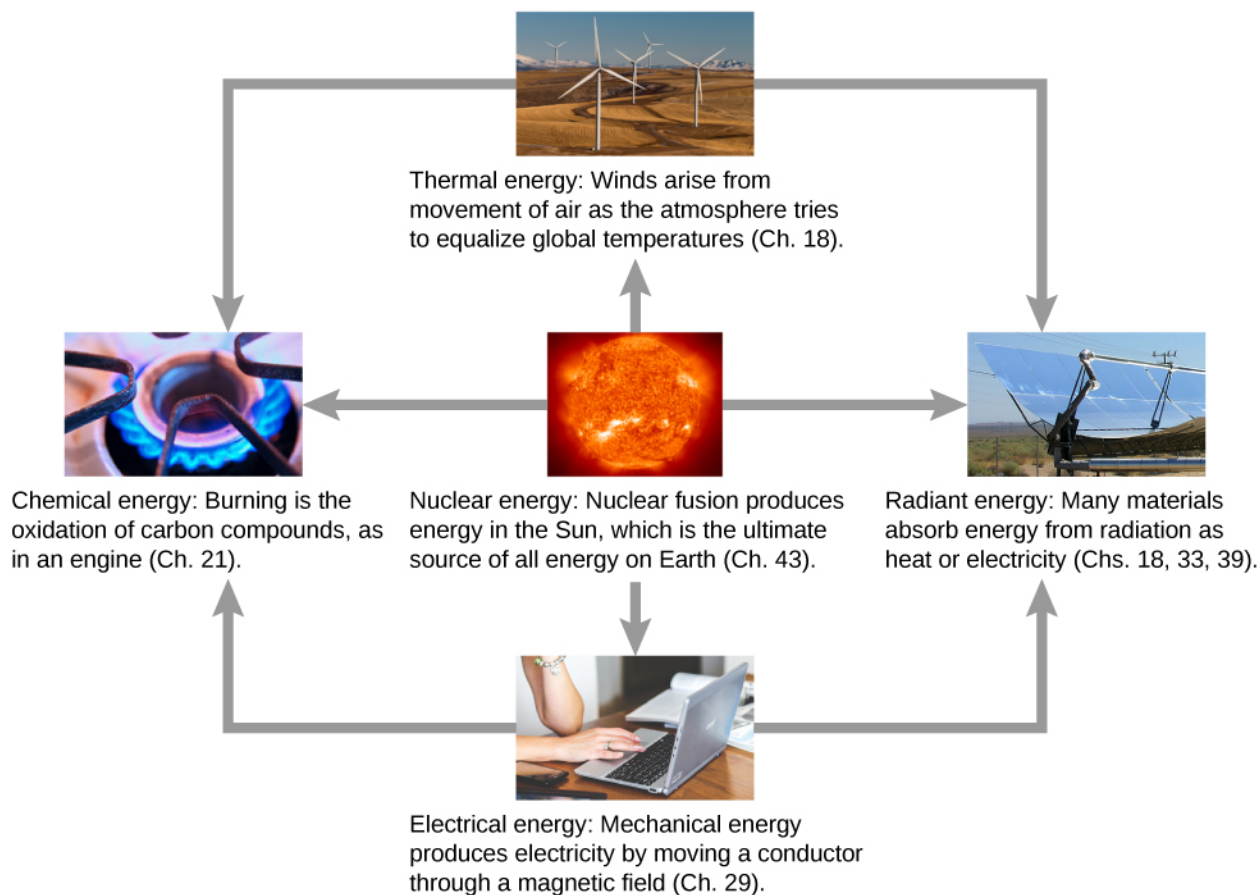 Thermal energy: Winds arise from
movement of air as the atmosphere tries
to equalize global temperatures (Ch. 18).
Chemical energy: Burning is the
oxidation of carbon compounds, as
in an engine (Ch. 21).
Nuclear energy: Nuclear fusion produces
energy in the Sun, which is the ultimate
source of all energy on Earth (Ch. 43).
Radiant energy: Many materials
absorb energy from radiation as
heat or electricity (Chs. 18, 33, 39).
Electrical energy: Mechanical energy
produces electricity by moving a conductor
through a magnetic field (Ch. 29).